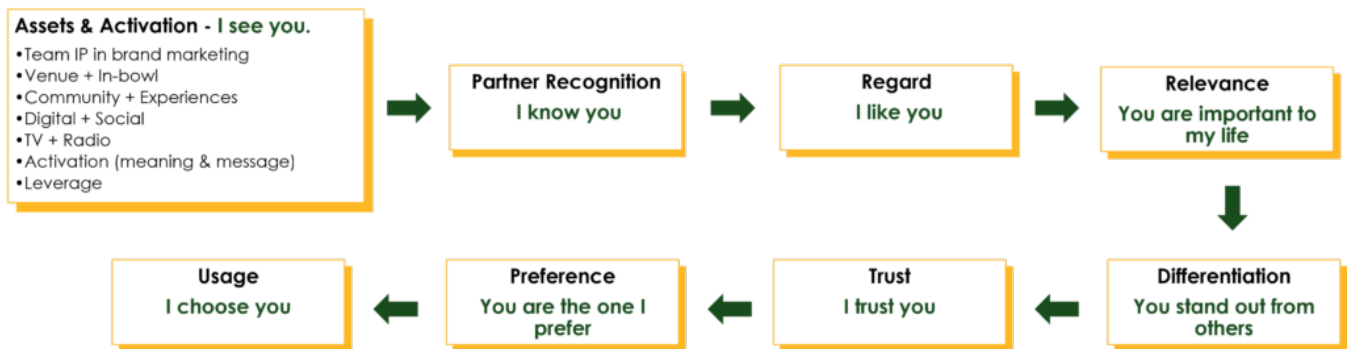 Assets & Activation - I see you.
•Team IP in brand marketing
•Venue + In-bowl
•Community + Experiences
•Digital + Social
•TV + Radio
•Activation (meaning & message)
•Leverage
Partner Recognition
I know you
Regard
I like you
Relevance
You are important to
my life
Differentiation
You stand out from
others
Trust
I trust you
Preference
You are the one I
prefer
Usage
I choose you